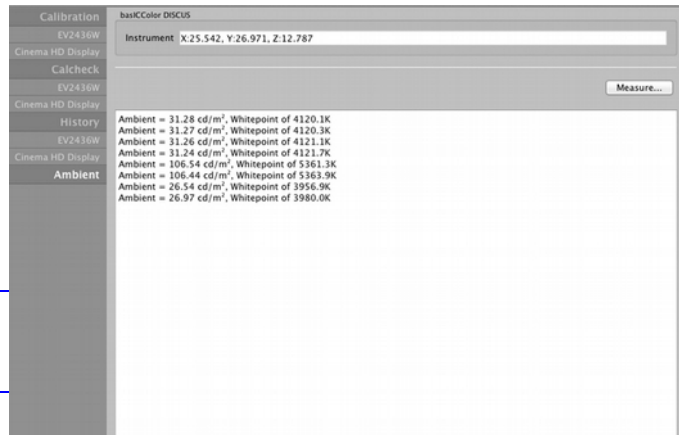 Calibration
EV2436W
Cinema HD Display
Calcheck
EV2436W
Cinema HD Display
History
EV2436W
Cinema HD Display
Ambient
basICColor DISCUS
Instrument X:25.542, Y:26.971, Z:12.787
Measure...
Ambient = 31.28 cd/m², Whitepoint of 4120.1K
Ambient = 31.27 cd/m², Whitepoint of 4120.3K
Ambient = 31.26 cd/m², Whitepoint of 4121.1K
Ambient = 31.24 cd/m², Whitepoint of 4121.7K
Ambient = 106.54 cd/m², Whitepoint of 5361.3K
Ambient = 106.44 cd/m², Whitepoint of 5363.9K
Ambient = 26.54 cd/m², Whitepoint of 3956.9K
Ambient = 26.97 cd/m², Whitepoint of 3980.0K